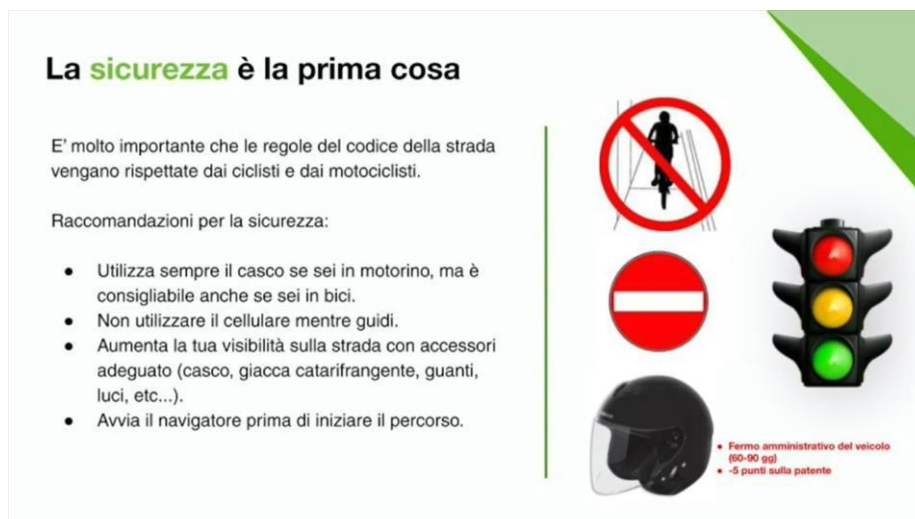 La sicurezza è la prima cosa
E' molto importante che le regole del codice della strada
vengano rispettate dai ciclisti e dai motociclisti.
Raccomandazioni per la sicurezza:
● Utilizza sempre il casco se sei in motorino, ma è
consigliabile anche se sei in bici.
● Non utilizzare il cellulare mentre guidi.
● Aumenta la tua visibilità sulla strada con accessori
adeguato (casco, giacca catarifrangente, guanti,
luci, etc...).
● Avvia il navigatore prima di iniziare il percorso.
● Fermo amministrativo del veicolo
(60-90 gg)
● -5 punti sulla patente